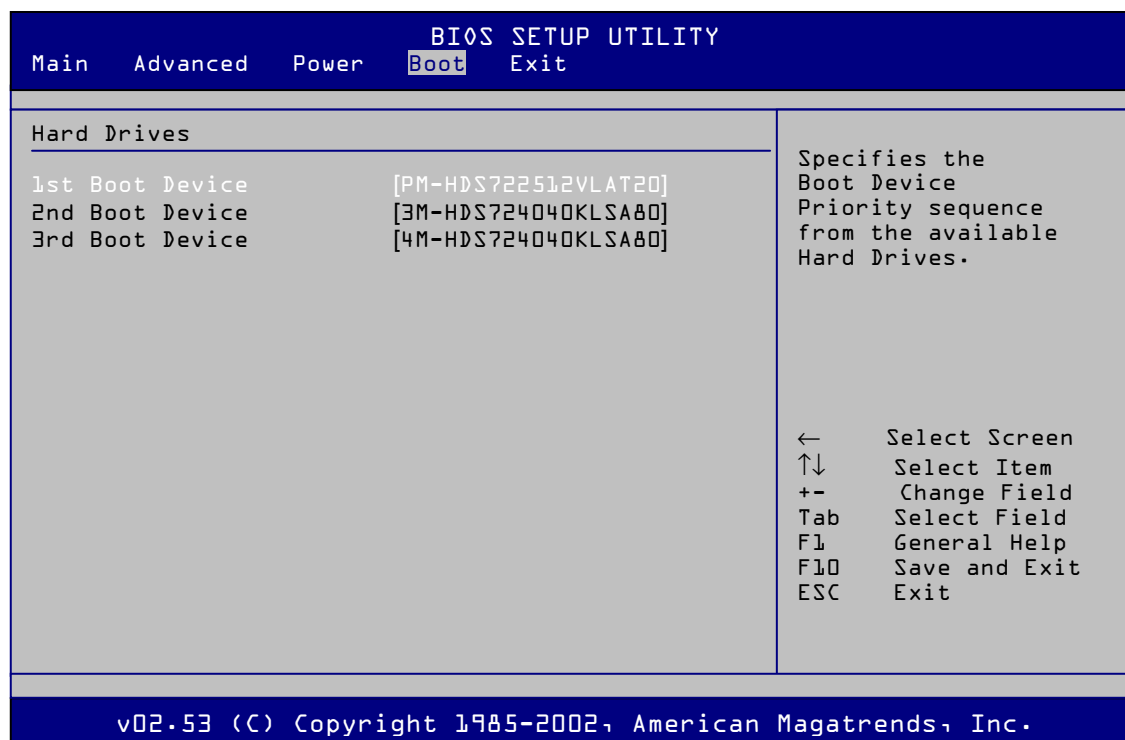 BIOS SETUP UTILITY
Main Advanced Power Boot Exit
Hard Drives
1st Boot Device [PM-HDS722512VLAT20]
2nd Boot Device [3M-HDS724040KLSA80]
3rd Boot Device [4M-HDS724040KLSA80]
Specifies the
Boot Device
Priority sequence
from the available
Hard Drives.
← Select Screen
↑↓ Select Item
+- Change Field
Tab Select Field
F1 General Help
F10 Save and Exit
ESC Exit
v02.53 (C) Copyright 1985-2002, American Magatrends, Inc.